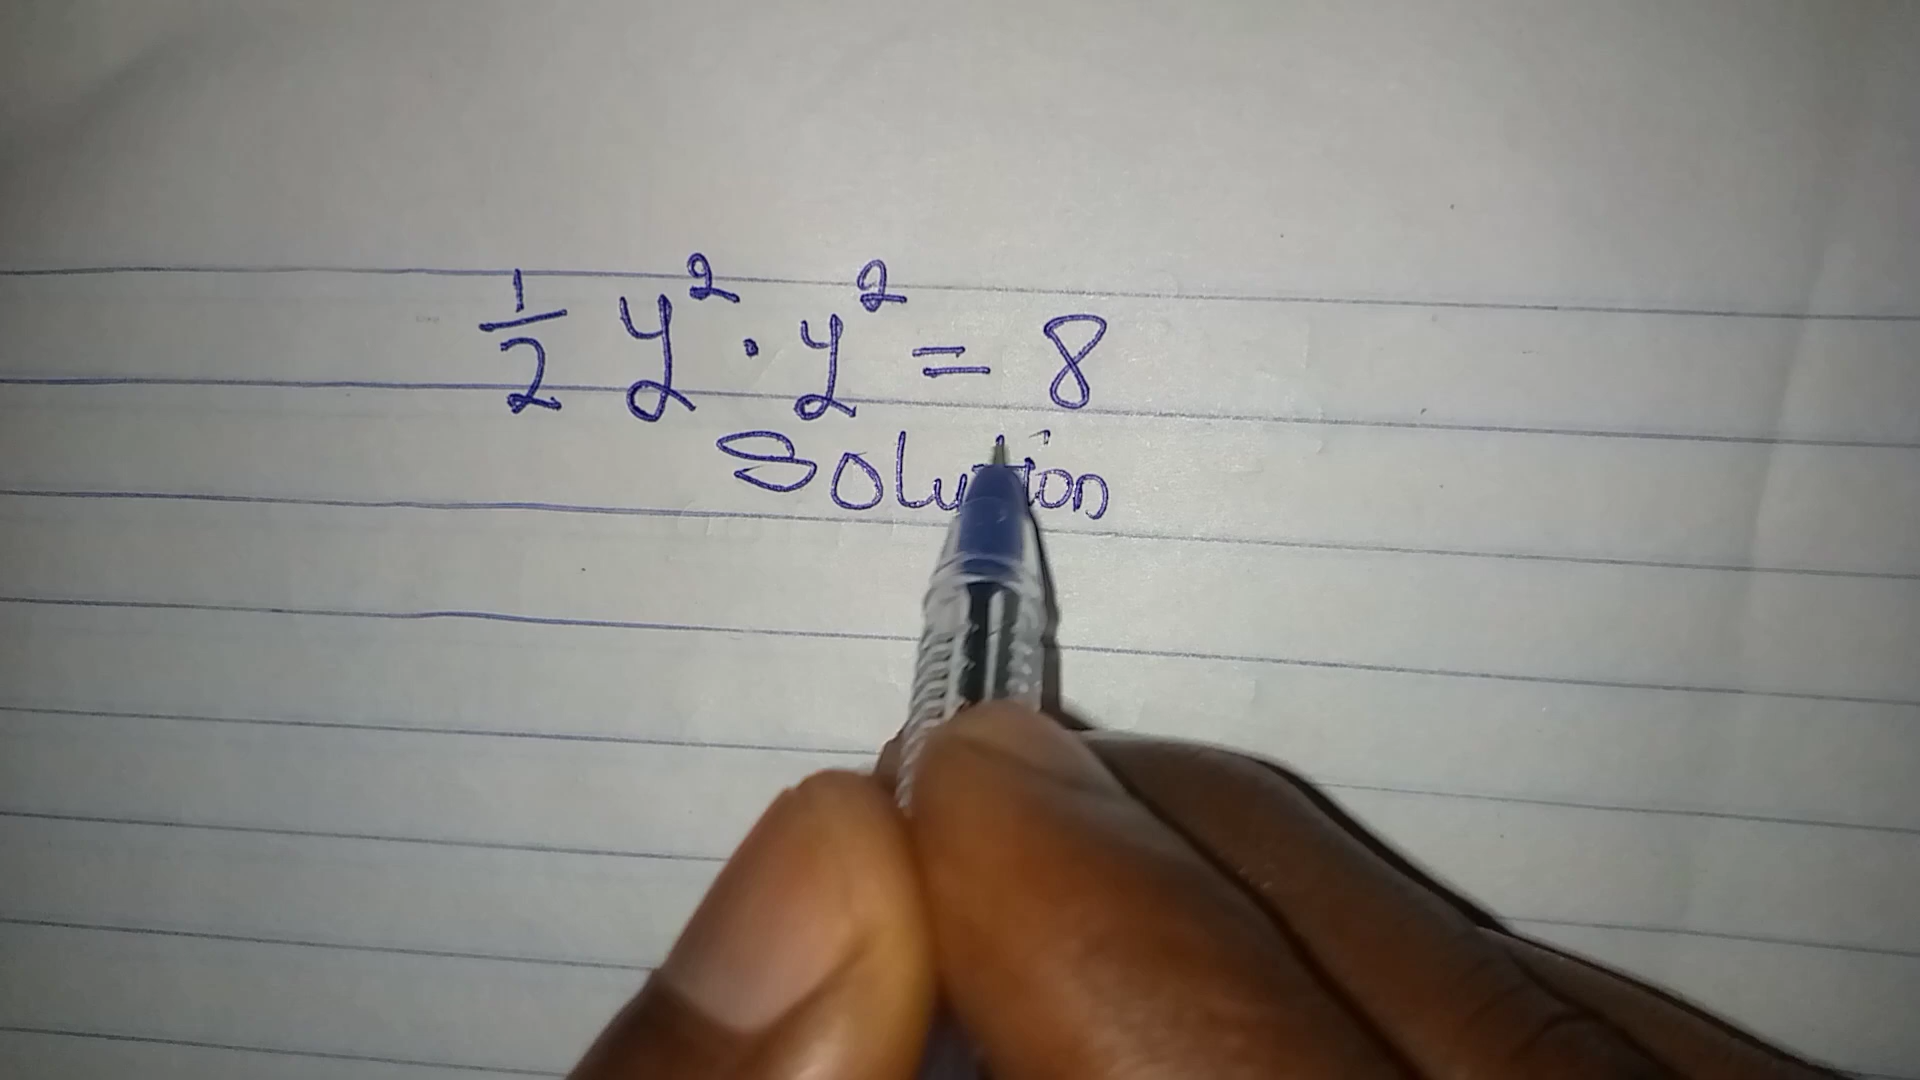 1/2 y² · y² = 8
Solution